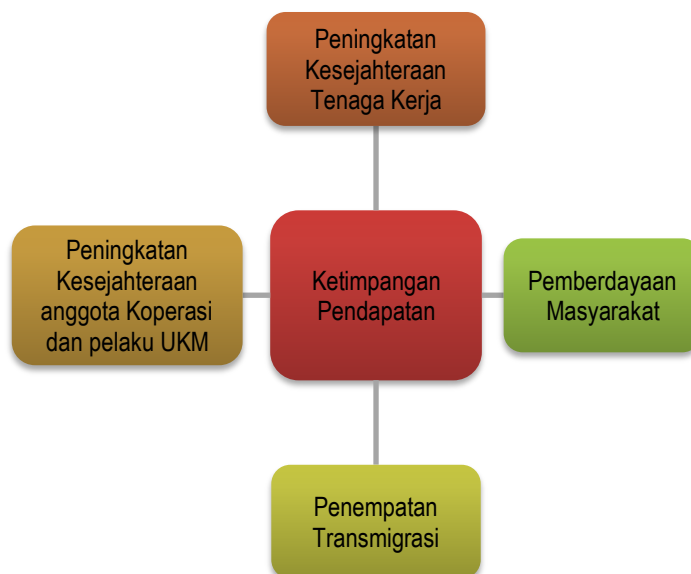 Peningkatan
Kesejahteraan
Tenaga Kerja
Peningkatan
Kesejahteraan
anggota Koperasi
dan pelaku UKM
Ketimpangan
Pendapatan
Pemberdayaan
Masyarakat
Penempatan
Transmigrasi